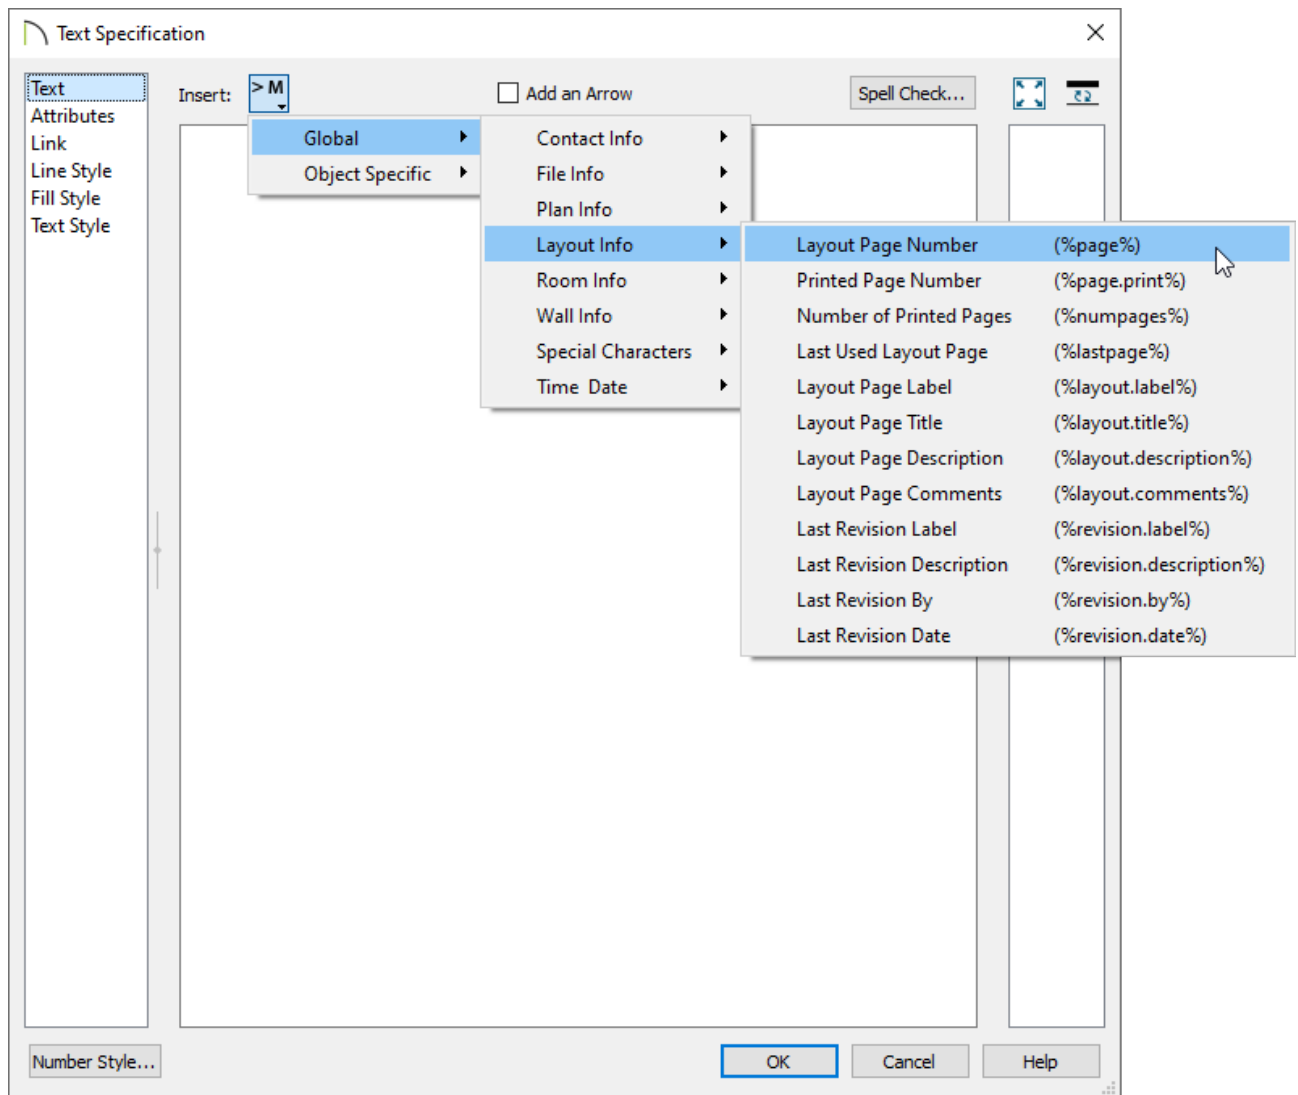 Text Specification
Text
Attributes
Link
Line Style
Fill Style
Text Style
Insert:
> M
Add an Arrow
Spell Check...
Global
Object Specific
Contact Info
File Info
Plan Info
Layout Info
Room Info
Wall Info
Special Characters
Time Date
Layout Page Number (%page%)
Printed Page Number (%page.print%)
Number of Printed Pages (%numpages%)
Last Used Layout Page (%lastpage%)
Layout Page Label (%layout.label%)
Layout Page Title (%layout.title%)
Layout Page Description (%layout.description%)
Layout Page Comments (%layout.comments%)
Last Revision Label (%revision.label%)
Last Revision Description (%revision.description%)
Last Revision By (%revision.by%)
Last Revision Date (%revision.date%)
Number Style...
OK
Cancel
Help